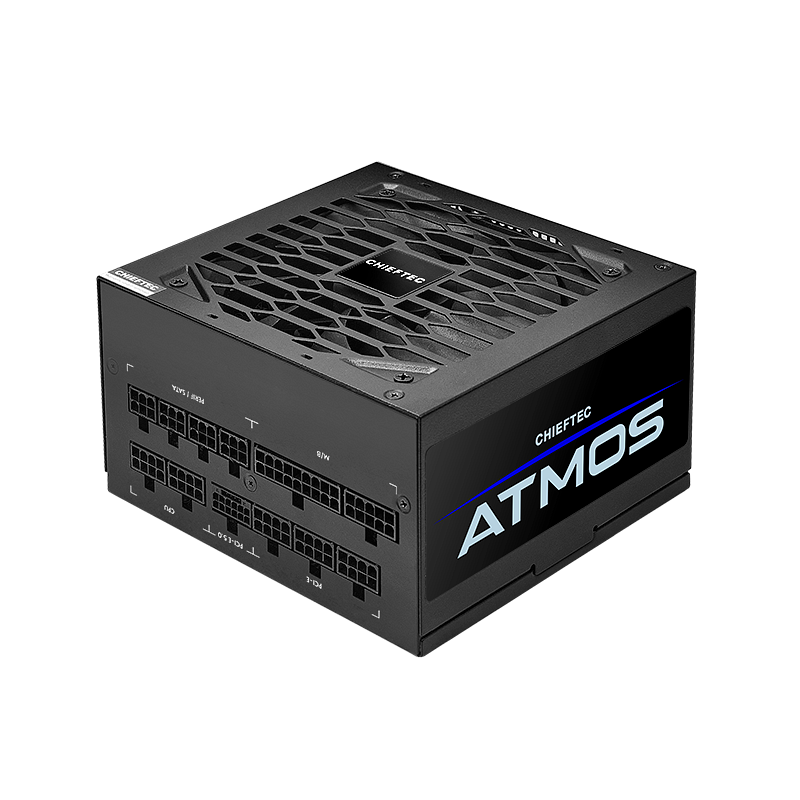 CHIEFTEC
CHIEFTEC
CHIEFTEC
ATMOS
PERIF / SATA
M/B
CPU
PCI-E 5.0
PCI-E